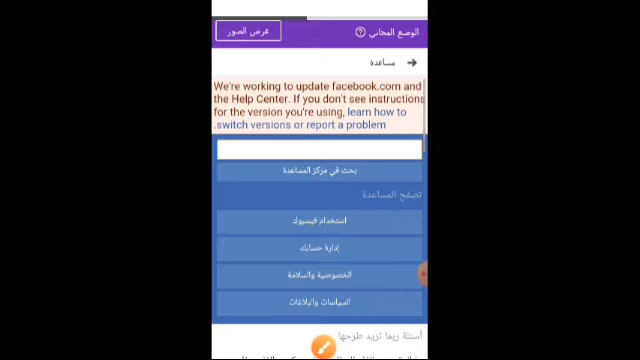 الوضع المجاني
عرض الصور
مساعدة
We're working to update facebook.com and
the Help Center. If you don't see instructions
for the version you're using, learn how to
switch versions or report a problem.
بحث في مركز المساعدة
تصفح المساعدة
استخدام فيسبوك
إدارة حسابك
الخصوصية والسلامة
السياسات والبلاغات
أسئلة ربما تريد طرحها